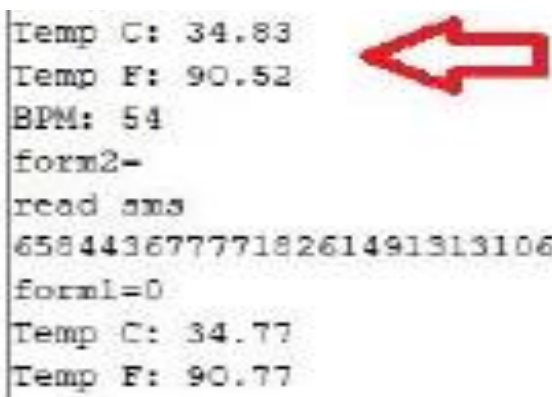 Temp C: 34.83
Temp F: 90.52
BPM: 54
form2=
read sms
6584436777718261491313106
form1=0
Temp C: 34.77
Temp F: 90.77